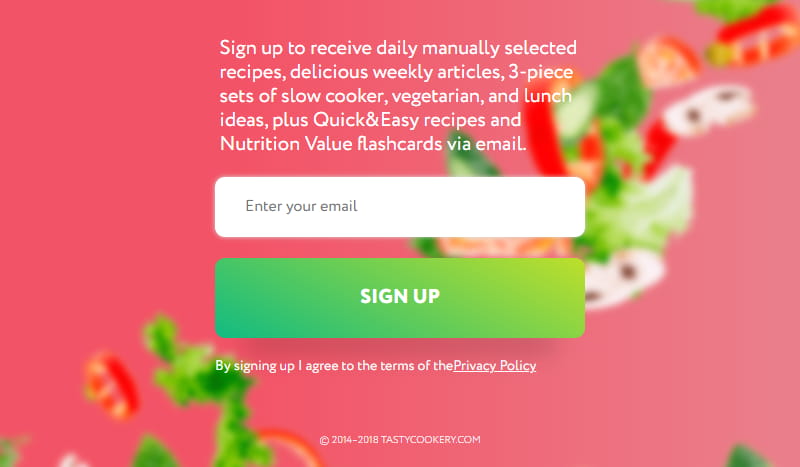 Sign up to receive daily manually selected
recipes, delicious weekly articles, 3-piece
sets of slow cooker, vegetarian, and lunch
ideas, plus Quick&Easy recipes and
Nutrition Value flashcards via email.
Enter your email
SIGN UP
By signing up I agree to the terms of thePrivacy Policy
© 2014-2018 TASTYCOOKERY.COM